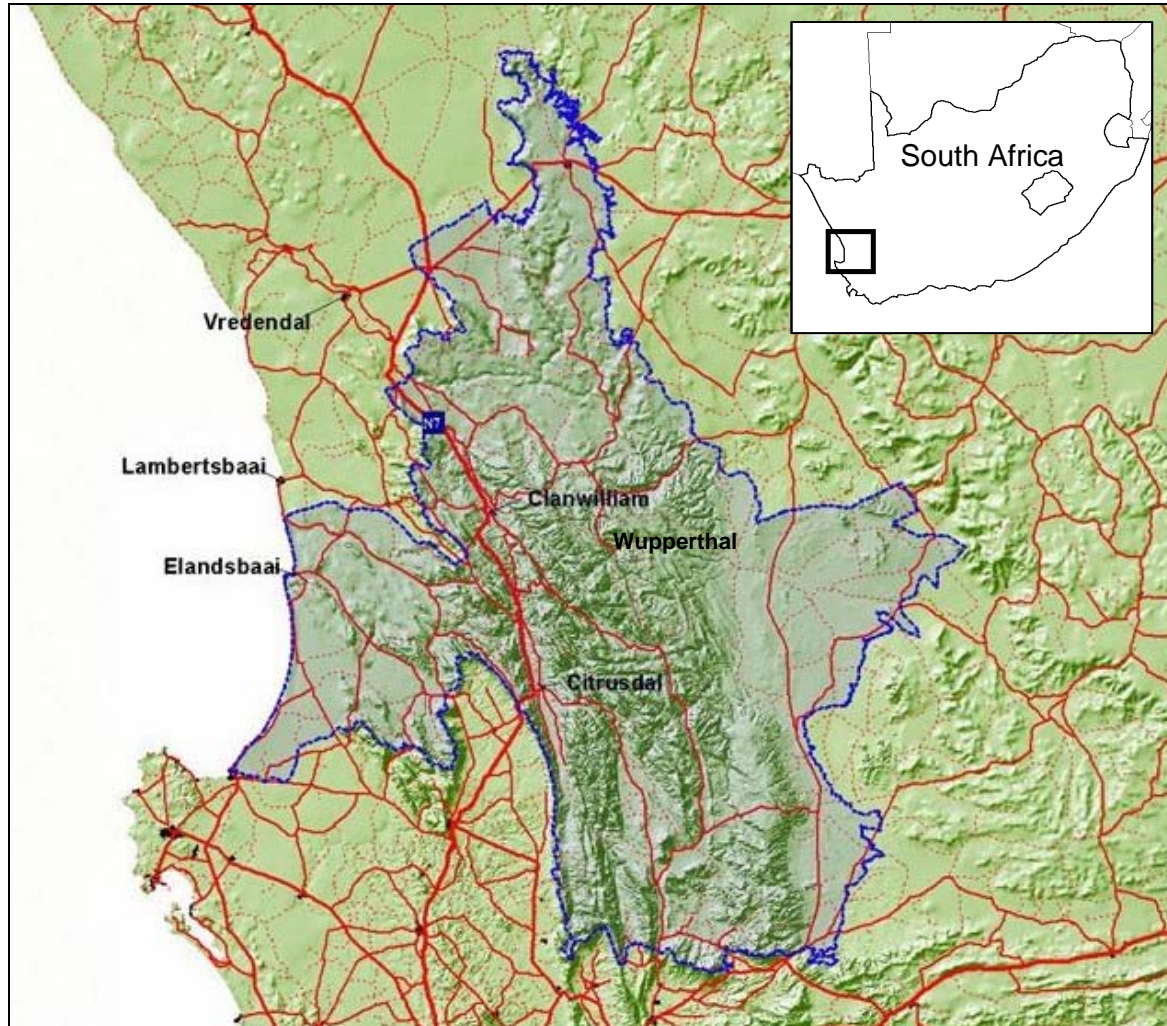 South Africa
Vredendal
N7
Lambertsbaai
Clanwilliam
Wupperthal
Elandsbaai
Citrusdal